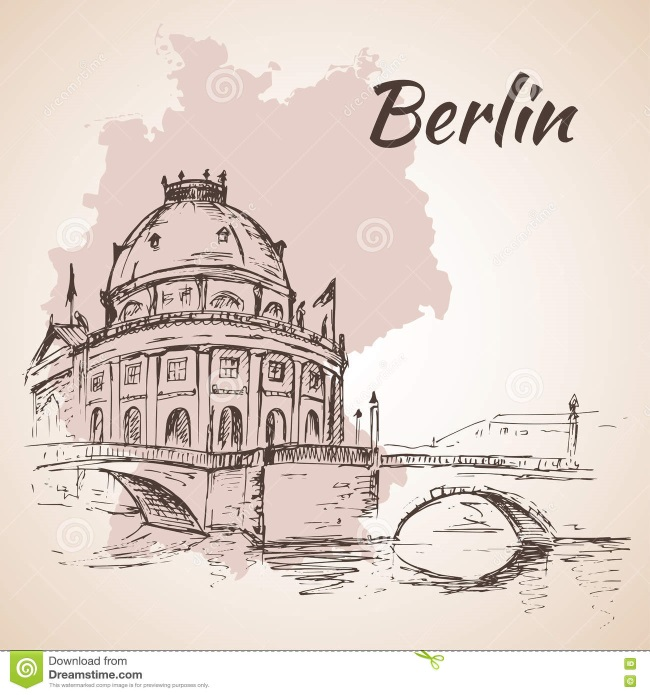 Berlin
Download from
Dreamstime.com
This watermarked comp image is for previewing purposes only.